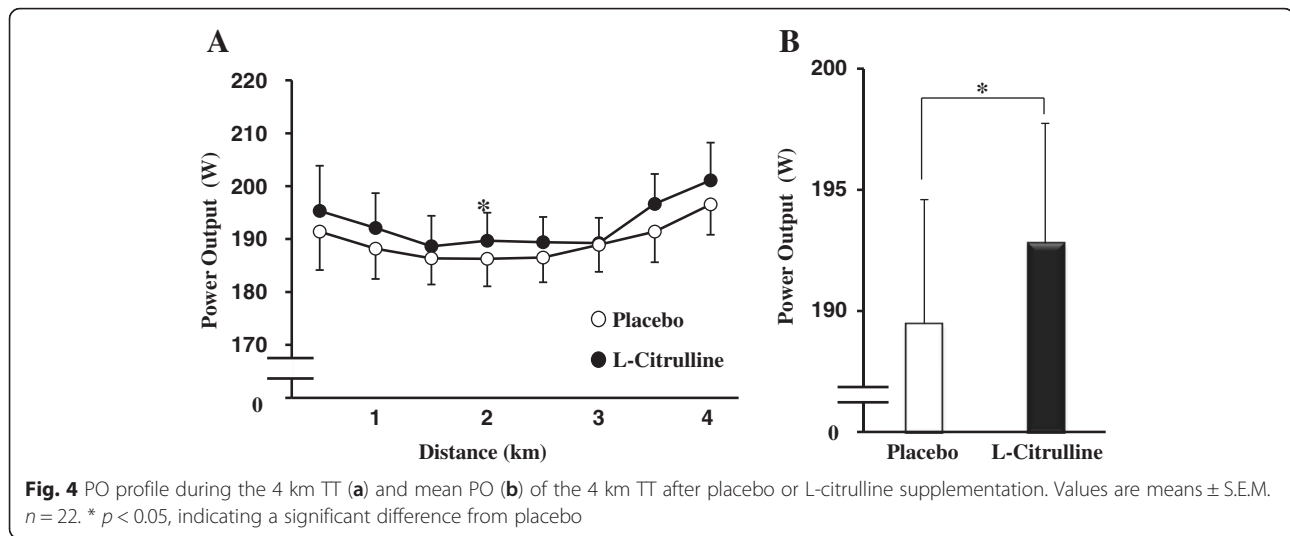 A
220
210
200
190
180
170
0
Power Output (W)
*
Placebo
L-Citrulline
1 2 3 4
Distance (km)
B
200
195
190
0
Power Output (W)
*
Placebo L-Citrulline
Fig. 4 PO profile during the 4 km TT (a) and mean PO (b) of the 4 km TT after placebo or L-citrulline supplementation. Values are means ± S.E.M.
n = 22. * p < 0.05, indicating a significant difference from placebo